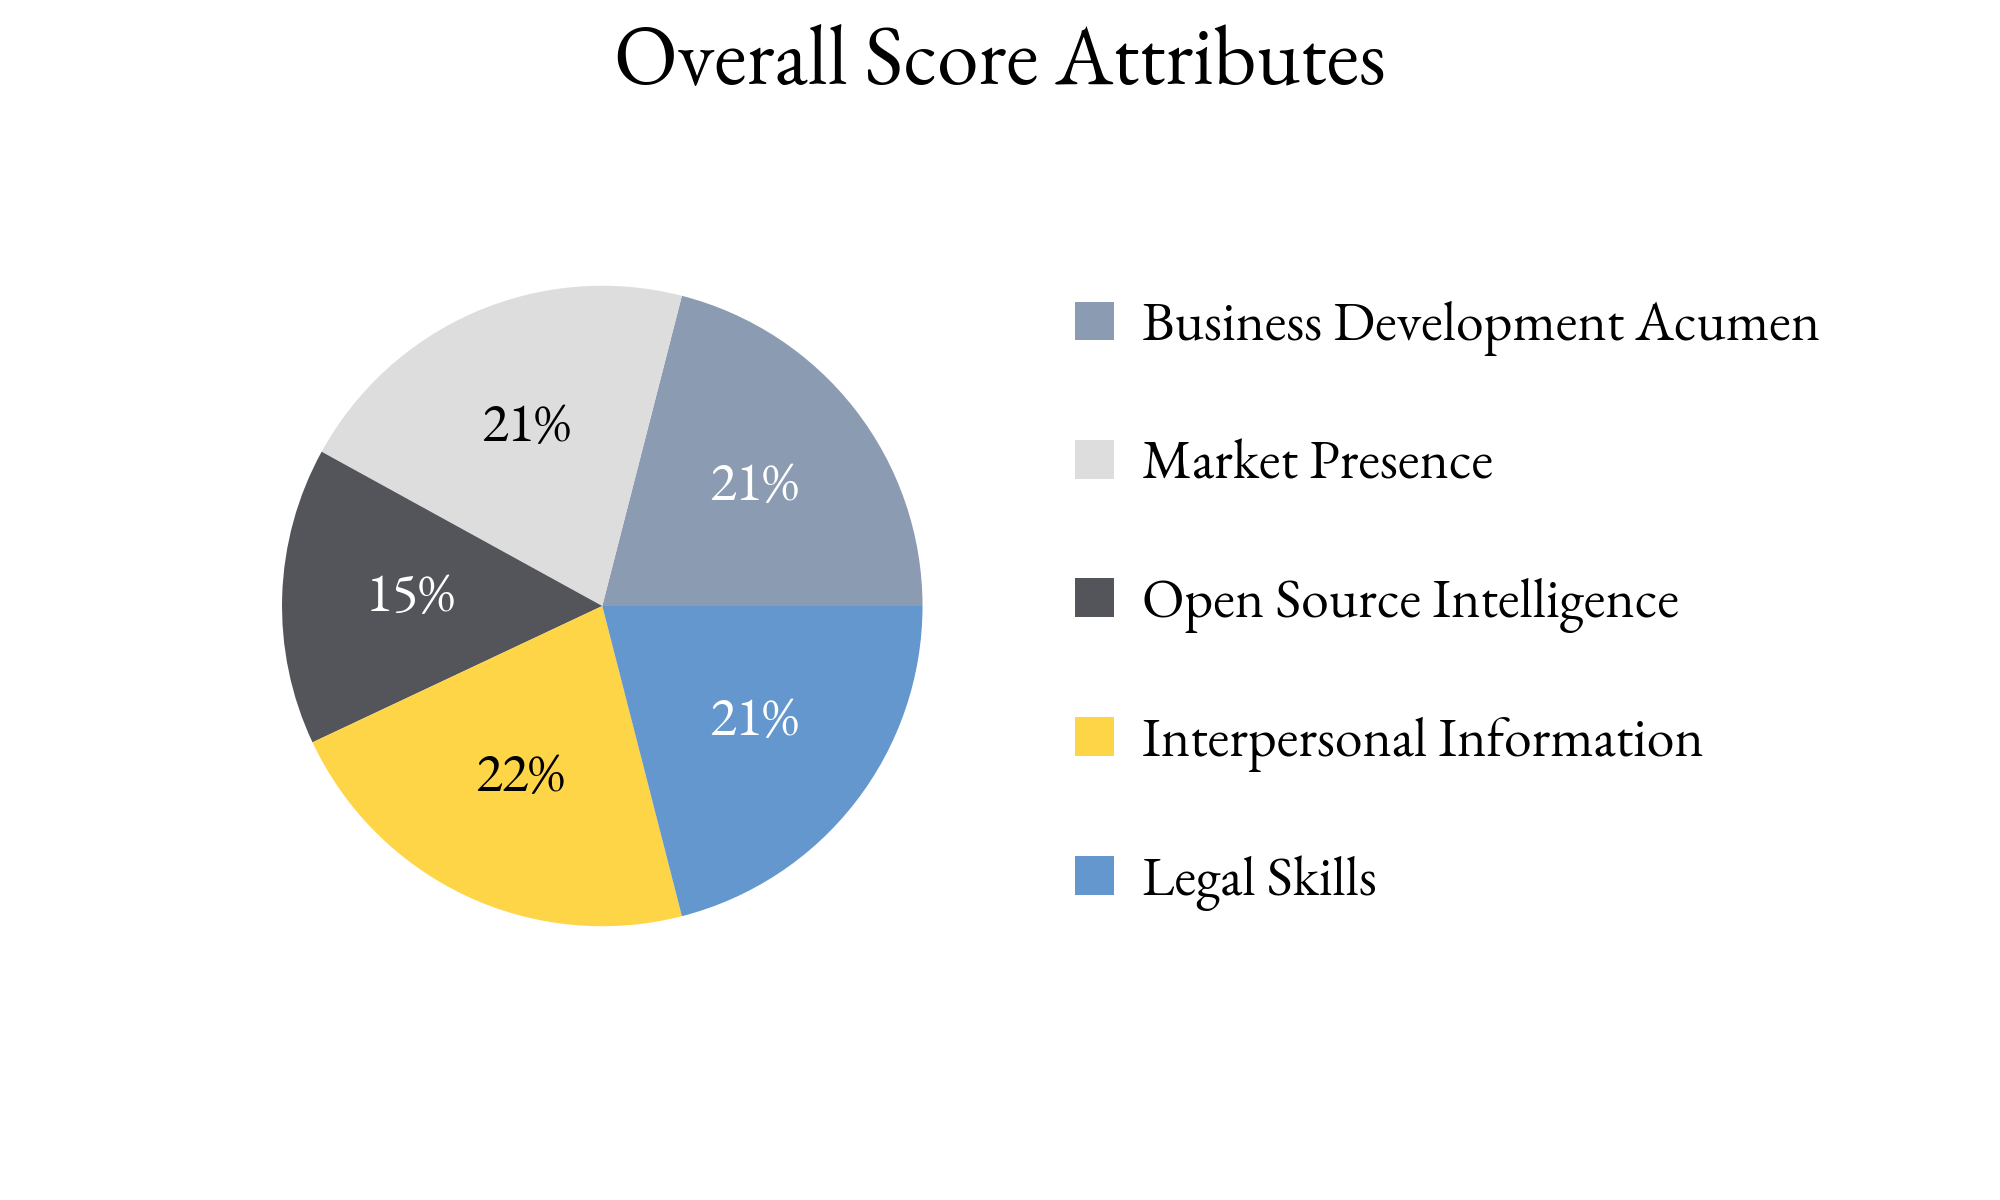 Overall Score Attributes
21%
21%
15%
22%
21%
Business Development Acumen
Market Presence
Open Source Intelligence
Interpersonal Information
Legal Skills